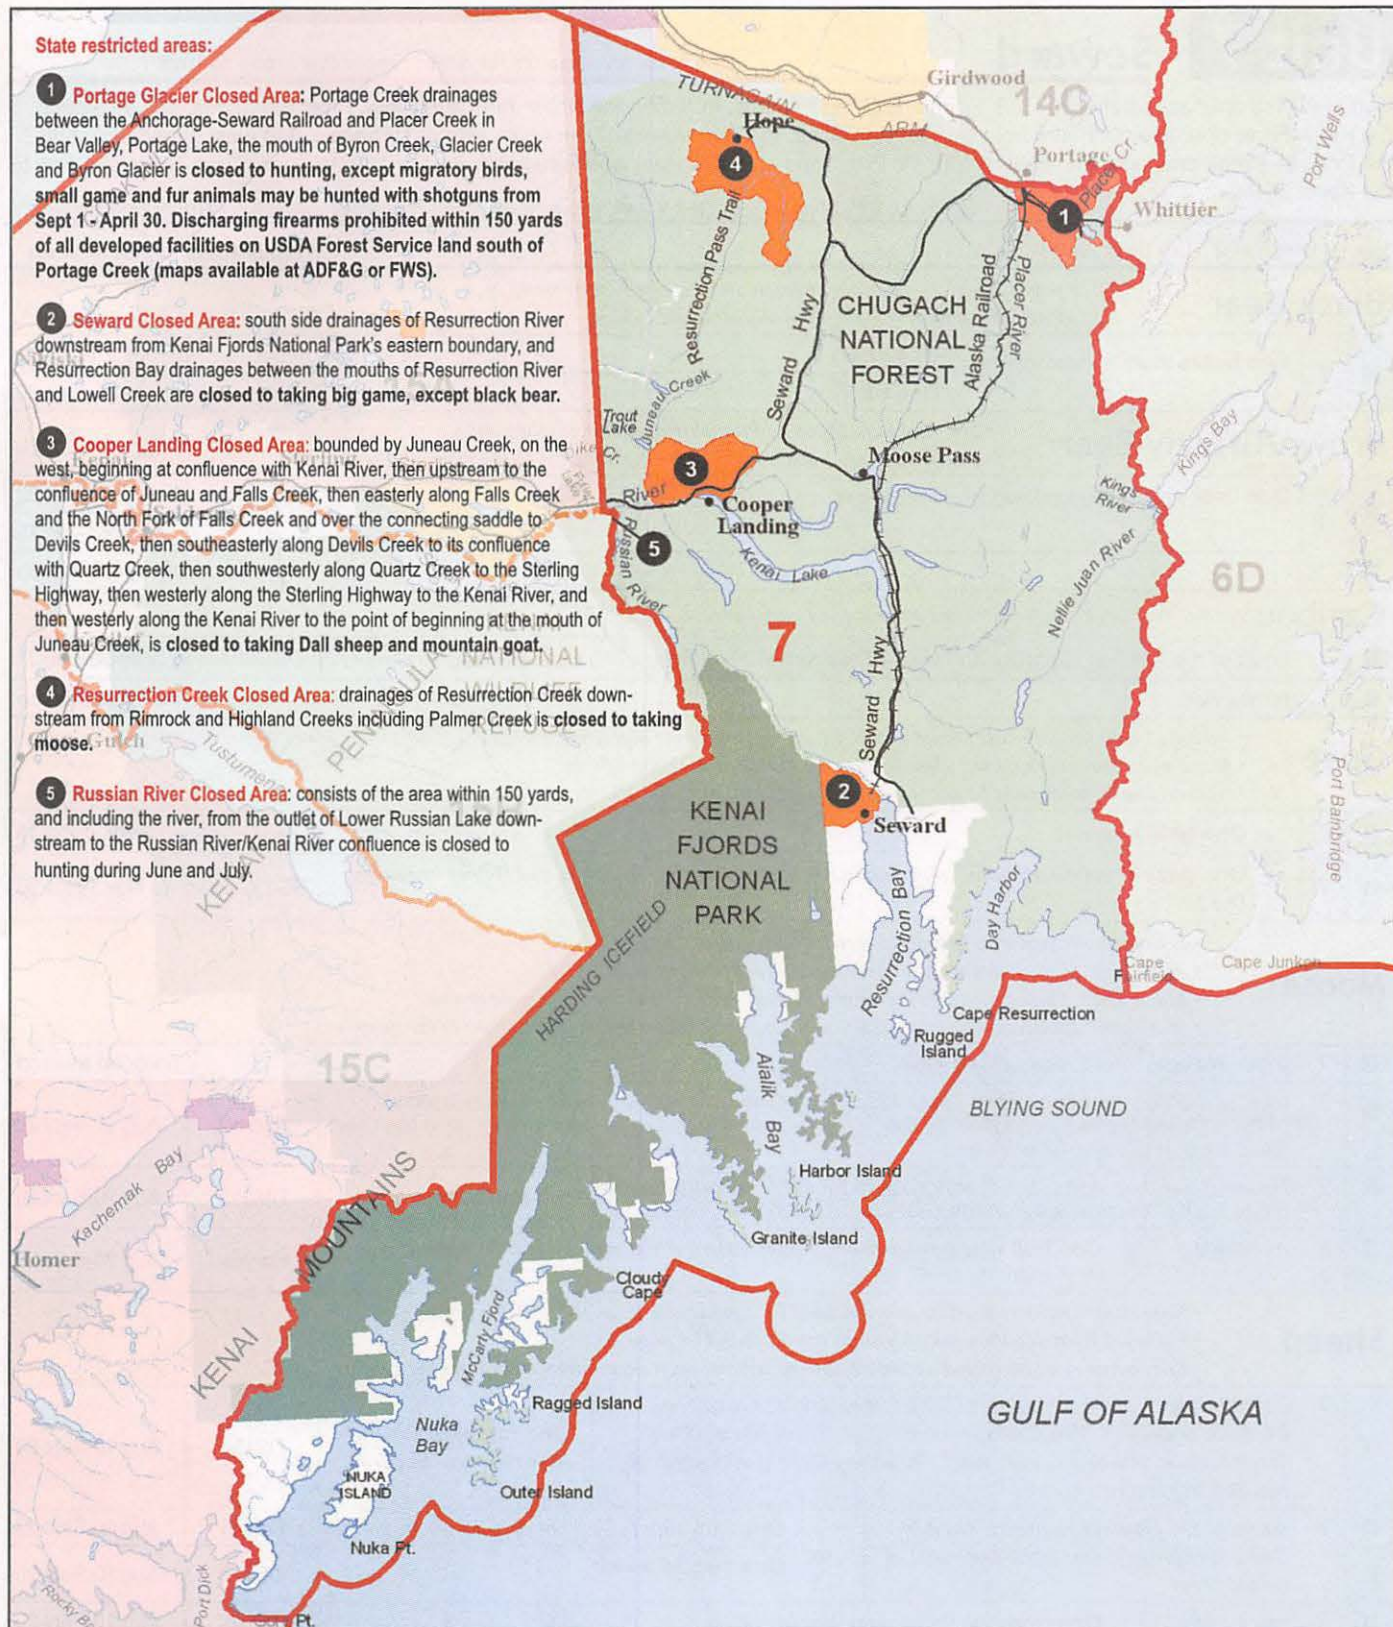 State restricted areas:
1 Portage Glacier Closed Area: Portage Creek drainages
between the Anchorage-Seward Railroad and Placer Creek in
Bear Valley, Portage Lake, the mouth of Byron Creek, Glacier Creek
and Byron Glacier is closed to hunting, except migratory birds,
small game and fur animals may be hunted with shotguns from
Sept 1 - April 30. Discharging firearms prohibited within 150 yards
of all developed facilities on USDA Forest Service land south of
Portage Creek (maps available at ADF&G or FWS).
2 Seward Closed Area: south side drainages of Resurrection River
downstream from Kenai Fjords National Park's eastern boundary, and
Resurrection Bay drainages between the mouths of Resurrection River
and Lowell Creek are closed to taking big game, except black bear.
3 Cooper Landing Closed Area: bounded by Juneau Creek, on the
west, beginning at confluence with Kenai River, then upstream to the
confluence of Juneau and Falls Creek, then easterly along Falls Creek
and the North Fork of Falls Creek and over the connecting saddle to
Devils Creek, then southeasterly along Devils Creek to its confluence
with Quartz Creek, then southwesterly along Quartz Creek to the Sterling
Highway, then westerly along the Sterling Highway to the Kenai River, and
then westerly along the Kenai River to the point of beginning at the mouth of
Juneau Creek, is closed to taking Dall sheep and mountain goat.
4 Resurrection Creek Closed Area: drainages of Resurrection Creek down-
stream from Rimrock and Highland Creeks including Palmer Creek is closed to taking
moose.
5 Russian River Closed Area: consists of the area within 150 yards,
and including the river, from the outlet of Lower Russian Lake down-
stream to the Russian River/Kenai River confluence is closed to
hunting during June and July.
TURNAGAIN
ARM
Girdwood
14C
Hope
4
Portage
Cr.
1
Whittier
Port Wells
Resurrection Pass Trail
Seward
Hwy
CHUGACH
NATIONAL
FOREST
Alaska Railroad
Placer River
Juneau Creek
Trout
Lake
Cr.
3
River
Cooper
Landing
Moose Pass
5
Russian River
Kenai Lake
Kings Bay
Kings
River
Nellie Juan River
6D
7
Seward Hwy
NATIONAL
WILDLIFE
REFUGE
PENINSULA
KENAI
2
Seward
KENAI
FJORDS
NATIONAL
PARK
Port Bainbridge
Resurrection Bay
Day Harbor
Cape
Fairfield
Cape Junken
HARDING ICEFIELD
Cape Resurrection
Rugged
Island
15C
Aialik
Bay
BLYING SOUND
Kachemak Bay
Homer
KENAI
MOUNTAINS
Harbor Island
Granite Island
Cloudy
Cape
McCarty Fjord
Ragged Island
Nuka
Bay
GULF OF ALASKA
NUKA
ISLAND
Outer Island
Nuka Pt.
Port Dick
Pt.